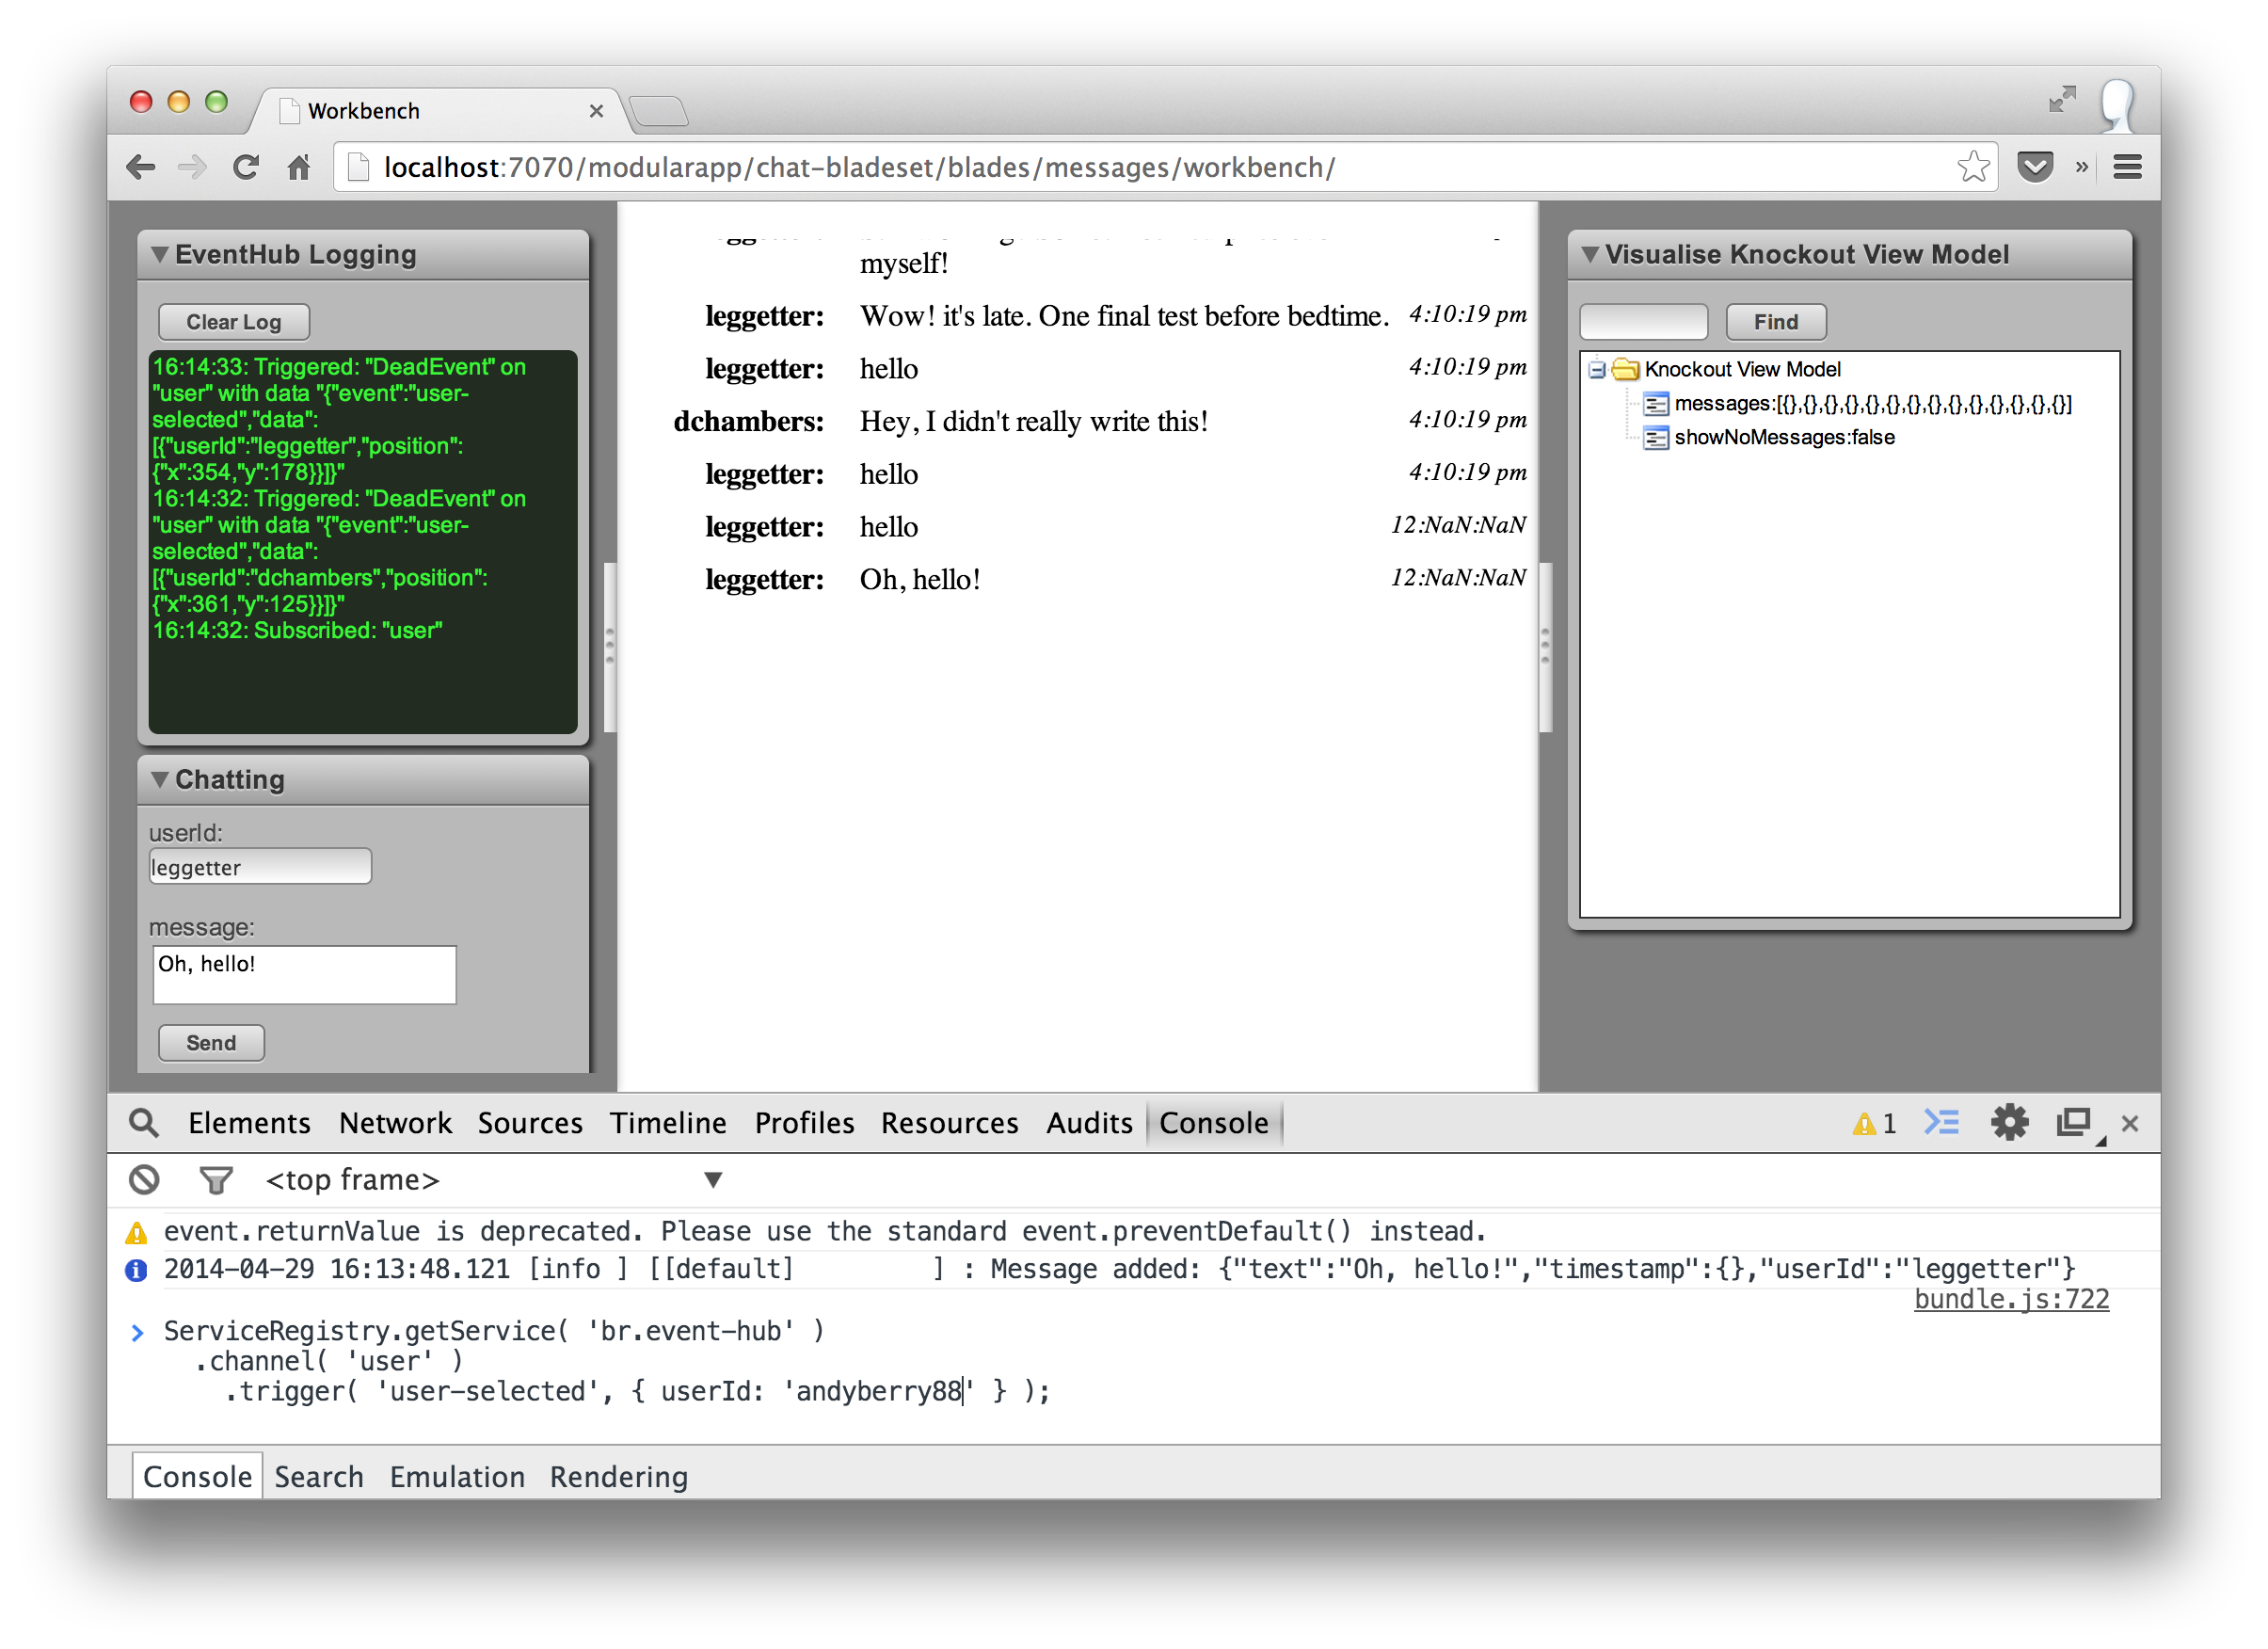 Workbench
localhost:7070/modularapp/chat-bladeset/blades/messages/workbench/
EventHub Logging
Clear Log
16:14:33: Triggered: "DeadEvent" on
"user" with data "{"event":"user-
selected","data":
[{"userId":"leggetter","position":
{"x":354,"y":178}}]}"
16:14:32: Triggered: "DeadEvent" on
"user" with data "{"event":"user-
selected","data":
[{"userId":"dchambers","position":
{"x":361,"y":125}}]}"
16:14:32: Subscribed: "user"
Chatting
userId:
leggetter
message:
Oh, hello!
Send
myself!
leggetter: Wow! it's late. One final test before bedtime. 4:10:19 pm
leggetter: hello 4:10:19 pm
dchambers: Hey, I didn't really write this! 4:10:19 pm
leggetter: hello 4:10:19 pm
leggetter: hello 12:NaN:NaN
leggetter: Oh, hello! 12:NaN:NaN
Visualise Knockout View Model
Find
Knockout View Model
messages:[{},{},{},{},{},{},{},{},{},{},{},{},{},{}]
showNoMessages:false
Elements Network Sources Timeline Profiles Resources Audits Console 1
<top frame>
event.returnValue is deprecated. Please use the standard event.preventDefault() instead.
2014-04-29 16:13:48.121 [info ] [[default] ] : Message added: {"text":"Oh, hello!","timestamp":{},"userId":"leggetter"}
bundle.js:722
ServiceRegistry.getService( 'br.event-hub' )
.channel( 'user' )
.trigger( 'user-selected', { userId: 'andyberry88' } );
Console Search Emulation Rendering